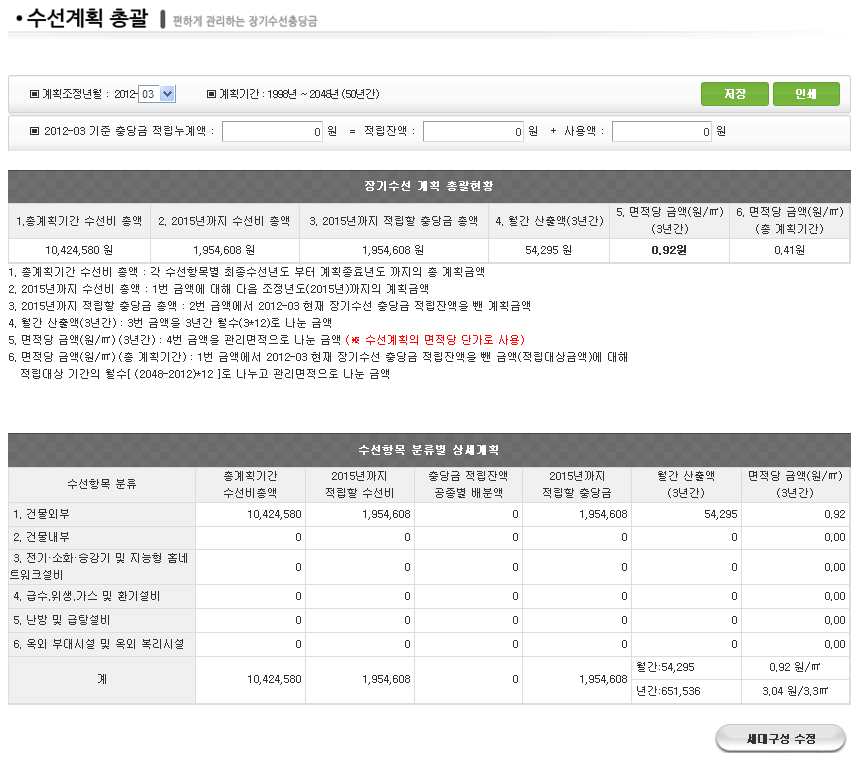 • 수선계획 총괄 | 편하게 관리하는 장기수선충당금
▣ 계획조정년월 : 2012- 03 ▣ 계획기간 : 1998년 ~ 2048년 (50년간) 저장 인쇄
▣ 2012-03 기준 충당금 적립누계액 : 0 원 = 적립잔액 : 0 원 + 사용액 : 0 원
장기수선 계획 총괄현황
1.총계획기간 수선비 총액 2. 2015년까지 수선비 총액 3. 2015년까지 적립할 충당금 총액 4. 월간 산출액(3년간) 5. 면적당 금액(원/㎡) (3년간) 6. 면적당 금액(원/㎡) (총 계획기간)
10,424,580 원 1,954,608 원 1,954,608 원 54,295 원 0.92원 0.41원
1. 총계획기간 수선비 총액 : 각 수선항목별 최종수선년도 부터 계획종료년도 까지의 총 계획금액
2. 2015년까지 수선비 총액 : 1번 금액에 대해 다음 조정년도(2015년)까지의 계획금액
3. 2015년까지 적립할 충당금 총액 : 2번 금액에서 2012-03 현재 장기수선 충당금 적립잔액을 뺀 계획금액
4. 월간 산출액(3년간) : 3번 금액을 3년간 월수(3*12)로 나눈 금액
5. 면적당 금액(원/㎡) (3년간) : 4번 금액을 관리면적으로 나눈 금액 (※ 수선계획의 면적당 단가로 사용)
6. 면적당 금액(원/㎡) (총 계획기간) : 1번 금액에서 2012-03 현재 장기수선 충당금 적립잔액을 뺀 금액(적립대상금액)에 대해
적립대상 기간의 월수[ (2048-2012)*12 ]로 나누고 관리면적으로 나눈 금액
수선항목 분류별 상세계획
수선항목 분류 총계획기간 수선비총액 2015년까지 적립할 수선비 충당금 적립잔액 공종별 배분액 2015년까지 적립할 충당금 월간 산출액 (3년간) 면적당 금액(원/㎡) (3년간)
1. 건물외부 10,424,580 1,954,608 0 1,954,608 54,295 0.92
2. 건물내부 0 0 0 0 0 0.00
3. 전기·소화·승강기 및 지능형 홈네트워크설비 0 0 0 0 0 0.00
4. 급수,위생,가스 및 환기설비 0 0 0 0 0 0.00
5. 난방 및 급탕설비 0 0 0 0 0 0.00
6. 옥외 부대시설 및 옥외 복리시설 0 0 0 0 0 0.00
계 10,424,580 1,954,608 0 1,954,608 월간:54,295 0.92 원/㎡
년간:651,536 3.04 원/3.3㎡
세대구성 수정